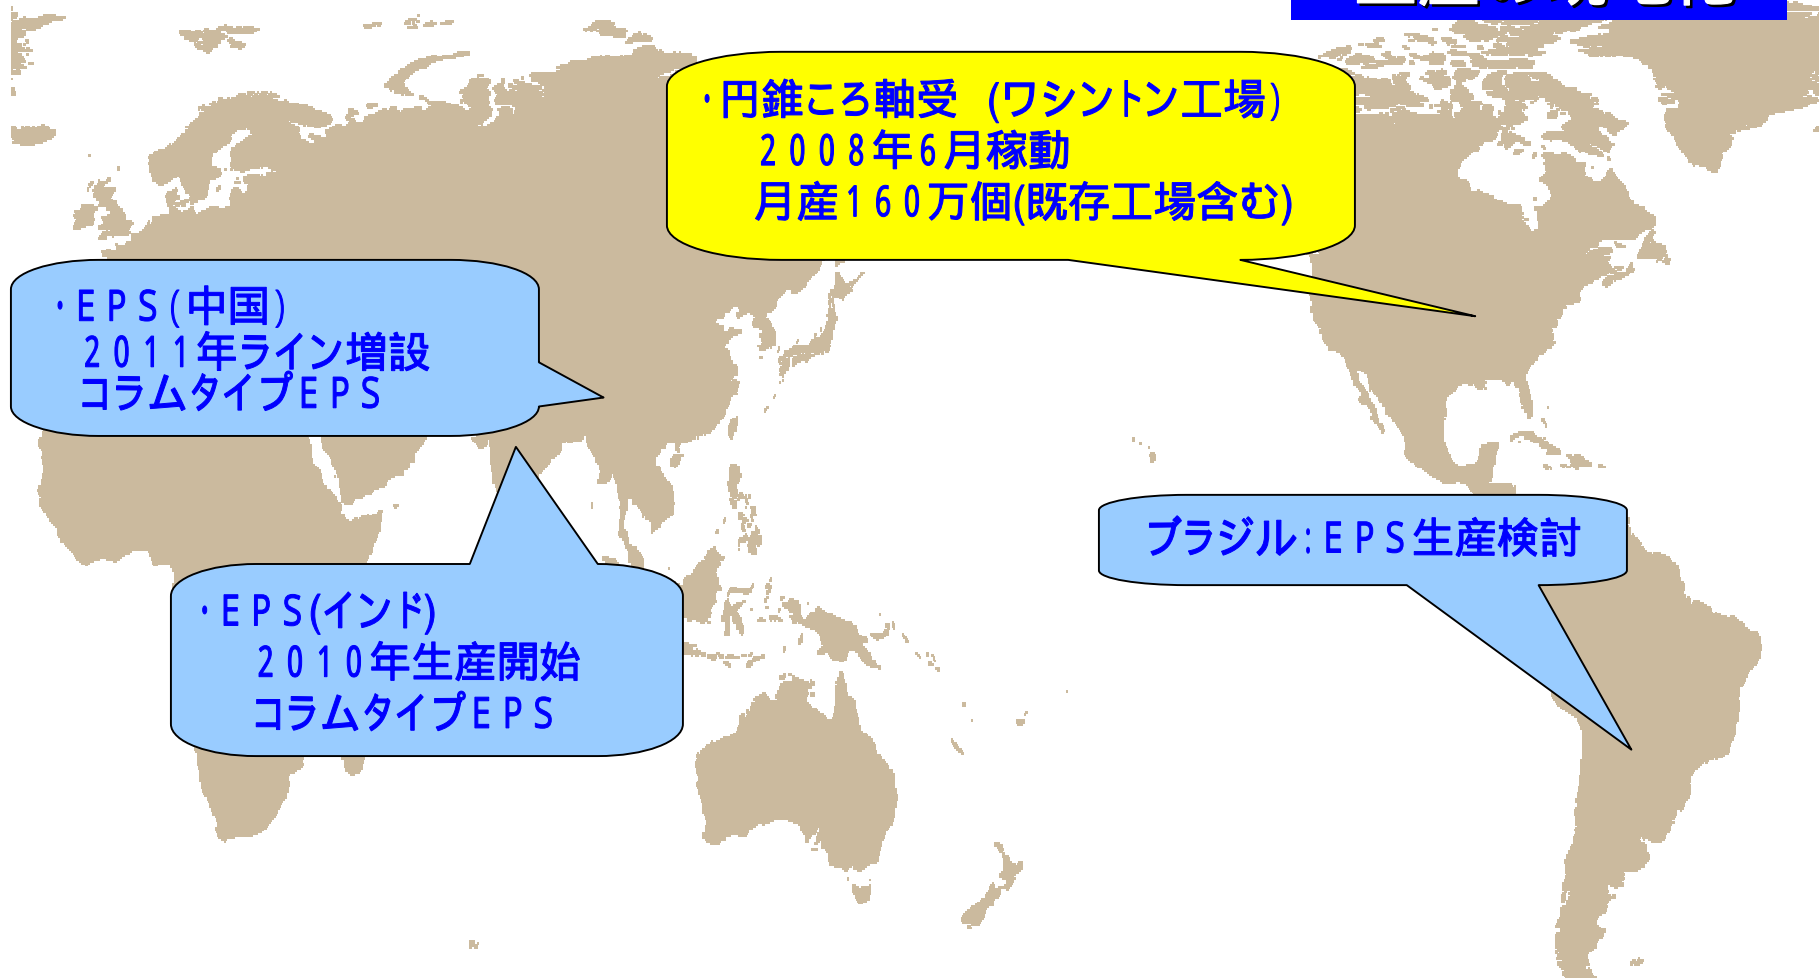 ・円錐ころ軸受 (ワシントン工場)
2008年6月稼動
月産160万個(既存工場含む)
・EPS(中国)
2011年ライン増設
コラムタイプEPS
ブラジル:EPS生産検討
・EPS(インド)
2010年生産開始
コラムタイプEPS